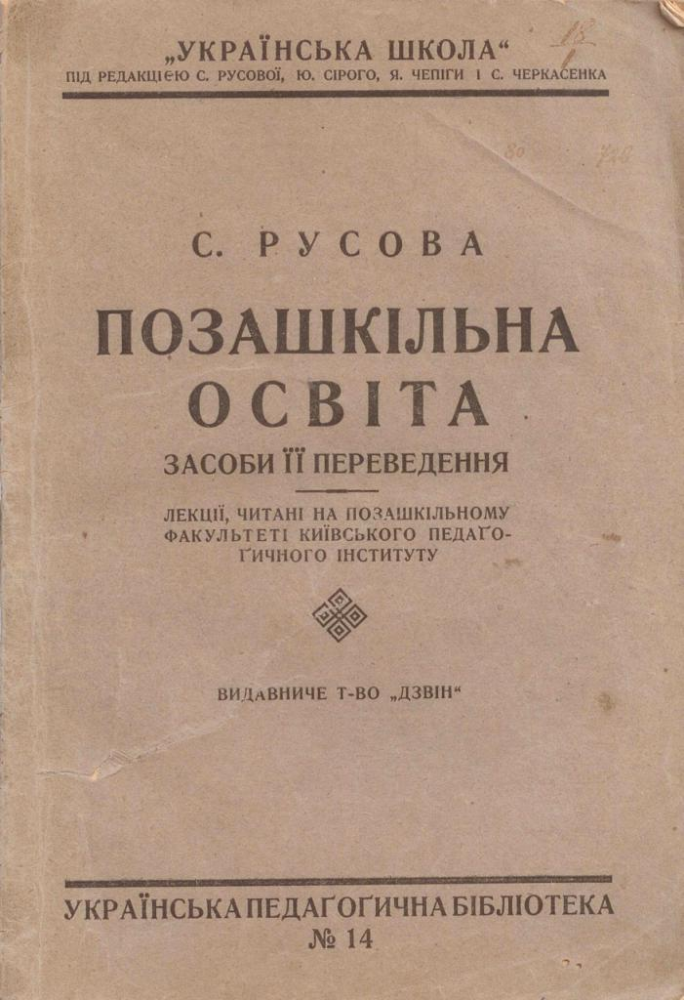 „УКРАЇНСЬКА ШКОЛА“
ПІД РЕДАКЦІЄЮ С. РУСОВОЇ, Ю. СІРОГО, Я. ЧЕПІГИ І С. ЧЕРКАСЕНКА
18
80 728
С. РУСОВА
ПОЗАШКІЛЬНА
ОСВІТА
ЗАСОБИ ЇЇ ПЕРЕВЕДЕННЯ
ЛЕКЦІЇ, ЧИТАНІ НА ПОЗАШКІЛЬНОМУ
ФАКУЛЬТЕТІ КИЇВСЬКОГО ПЕДАҐО-
ҐИЧНОГО ІНСТИТУТУ
ВИДАВНИЧЕ Т-ВО „ДЗВІН“
УКРАЇНСЬКА ПЕДАҐОҐИЧНА БІБЛІОТЕКА
№ 14